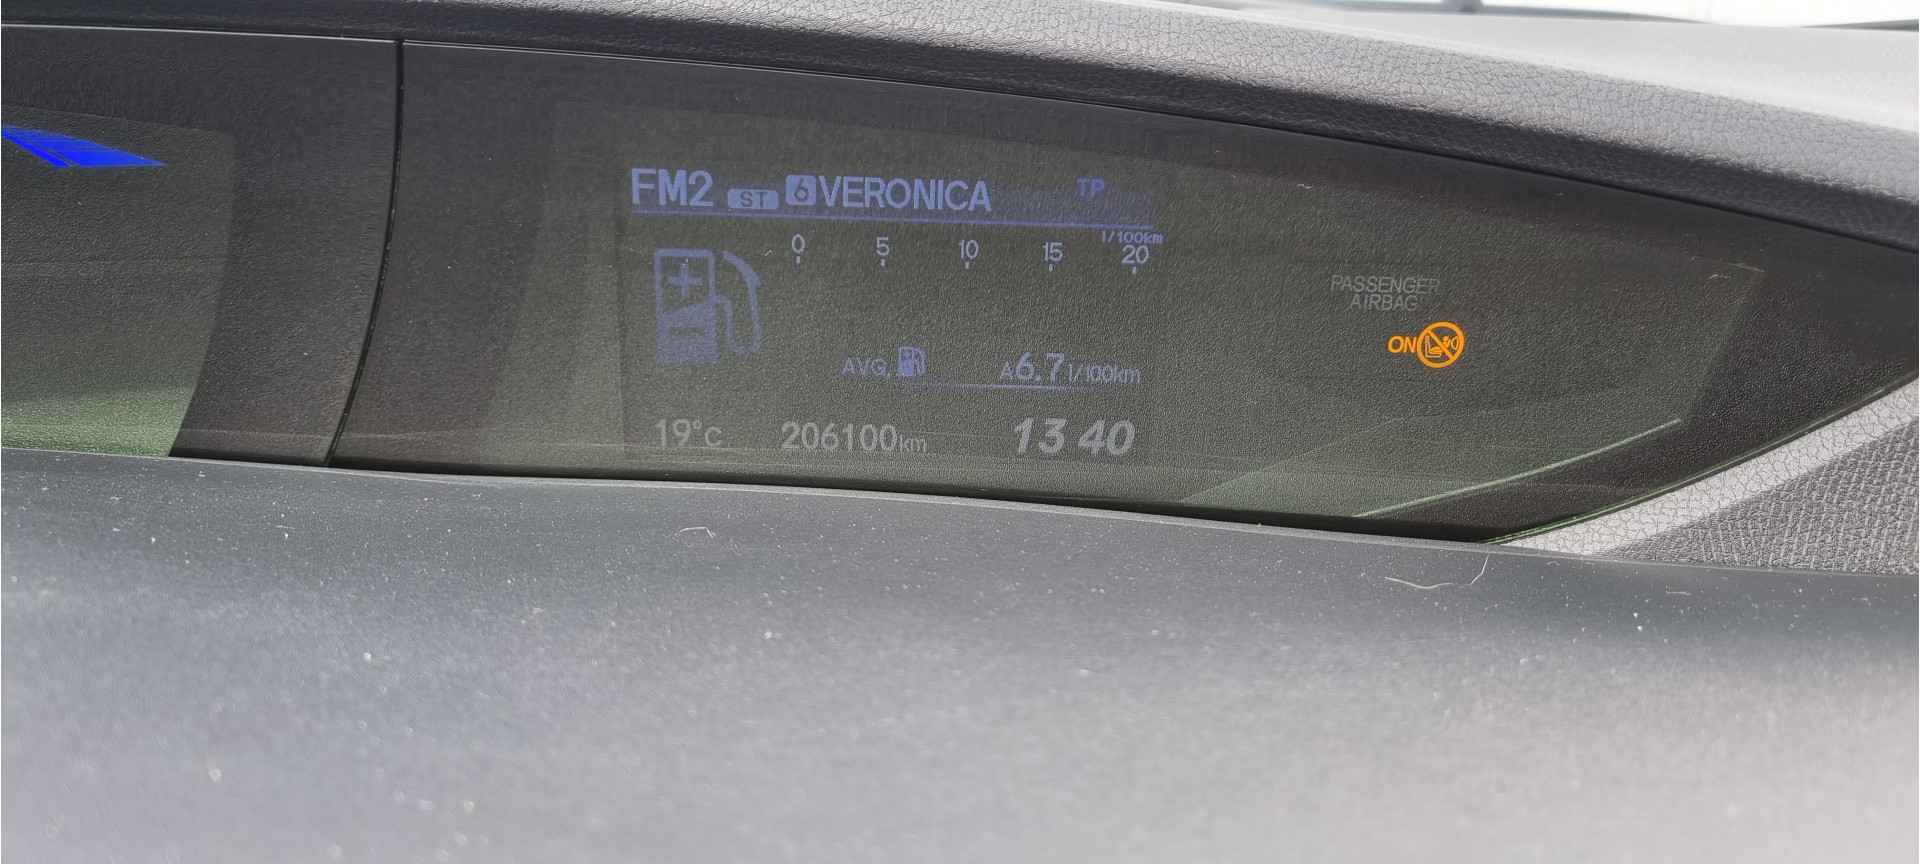 FM2 ST 6 VERONICA TP
l/100km
0 5 10 15 20
PASSENGER
AIRBAG
ON
AVG. A6.7 l/100km
19°C 206100km 13 40